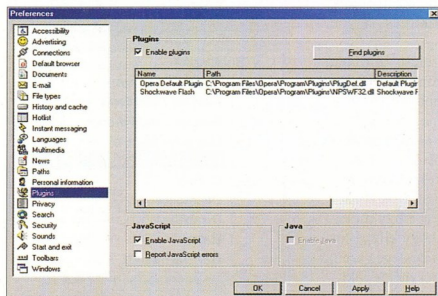 Preferences
Accessibility
Advertising
Connections
Default browser
Documents
E-mail
File types
History and cache
Hotlist
Instant messaging
Languages
Multimedia
News
Paths
Personal information
Plugins
Privacy
Search
Security
Sounds
Start and exit
Toolbars
Windows
Plugins
Enable plugins
Find plugins
Name Path Description
Opera Default Plugin C:\Program Files\Opera\Program\Plugins\PlugDef.dll Default Plugin
Shockwave Flash C:\Program Files\Opera\Program\Plugins\NPSWF32.dll Shockwave F
JavaScript
Enable JavaScript
Report JavaScript errors
Java
Enable Java
OK Cancel Apply Help